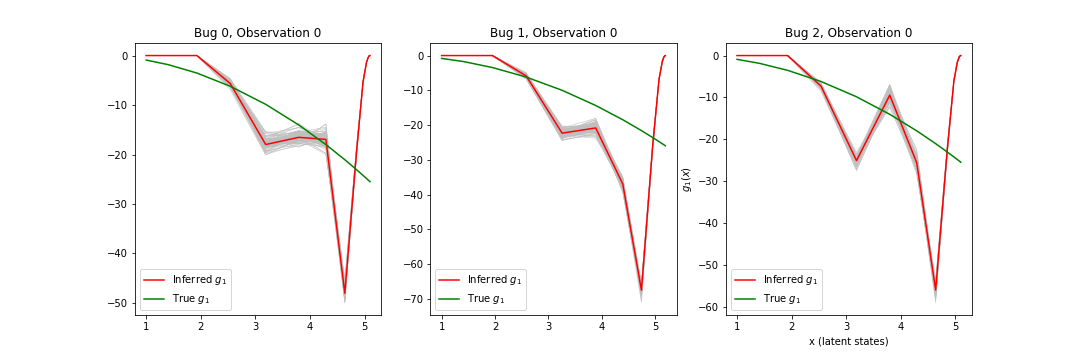 Bug 0, Observation 0
0
−10
−20
−30
−40
−50
1 2 3 4 5
Inferred g₁
True g₁
Bug 1, Observation 0
0
−10
−20
−30
−40
−50
−60
−70
1 2 3 4 5
Inferred g₁
True g₁
Bug 2, Observation 0
g₁(x)
0
−10
−20
−30
−40
−50
−60
1 2 3 4 5
Inferred g₁
True g₁
x (latent states)